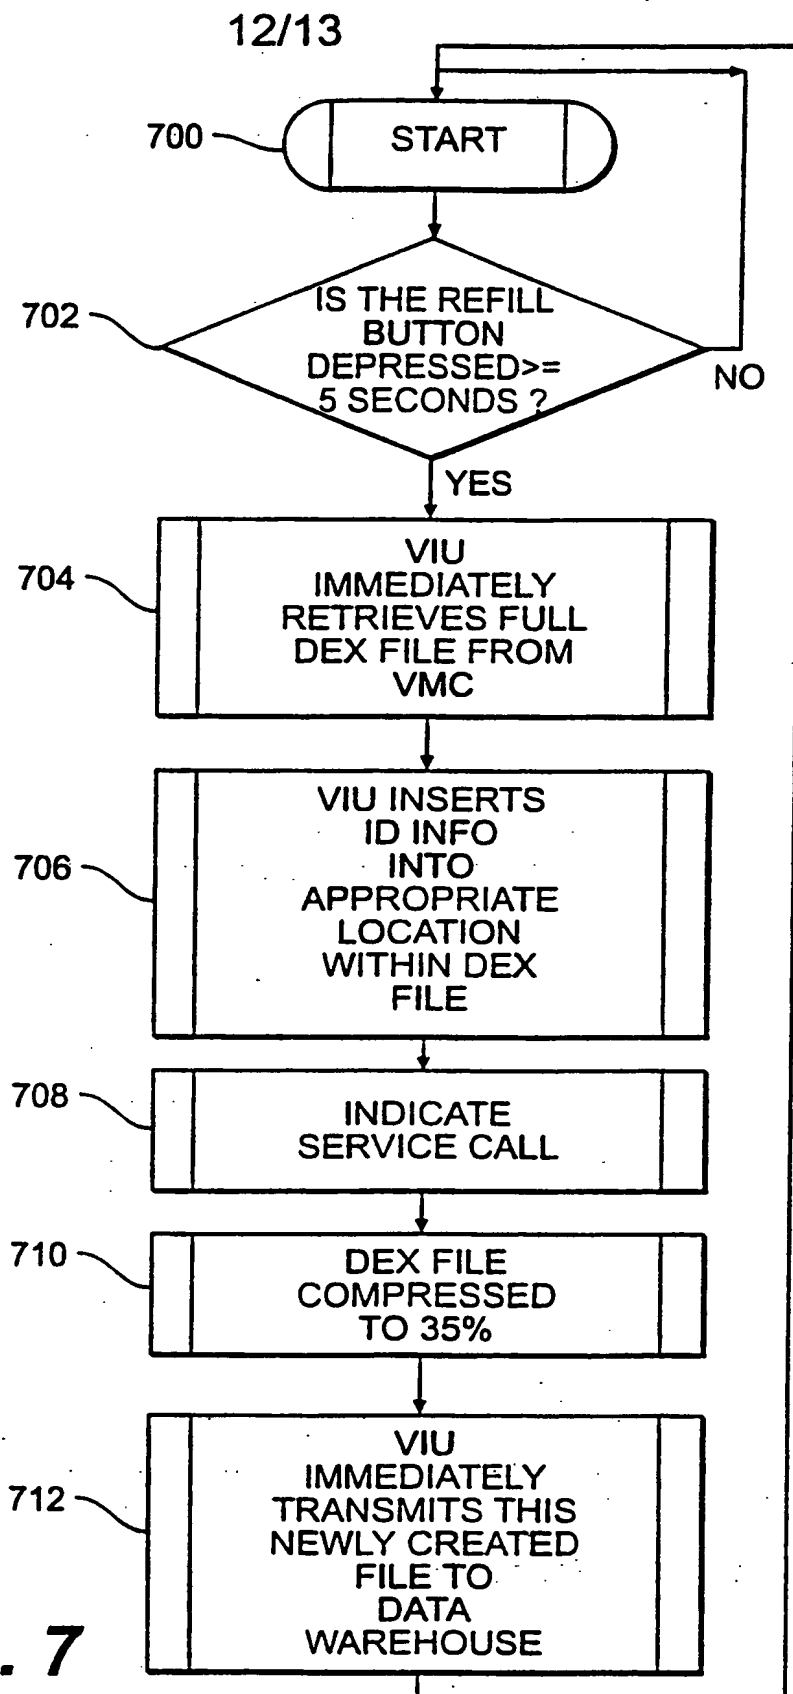 12/13
700
START
702
IS THE REFILL
BUTTON
DEPRESSED>=
5 SECONDS ?
NO
YES
704
VIU
IMMEDIATELY
RETRIEVES FULL
DEX FILE FROM
VMC
706
VIU INSERTS
ID INFO
INTO
APPROPRIATE
LOCATION
WITHIN DEX
FILE
708
INDICATE
SERVICE CALL
710
DEX FILE
COMPRESSED
TO 35%
712
VIU
IMMEDIATELY
TRANSMITS THIS
NEWLY CREATED
FILE TO
DATA
WAREHOUSE
. 7